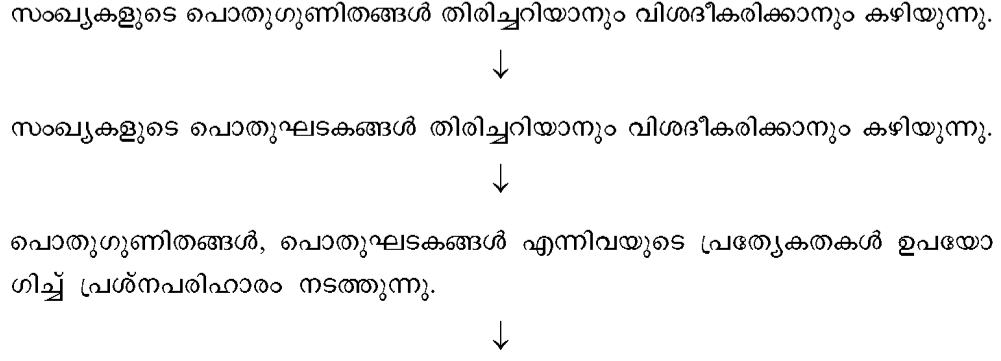 സംഖ്യകളുടെ പൊതുഗുണിതങ്ങൾ തിരിച്ചറിയാനും വിശദീകരിക്കാനും കഴിയുന്നു.
↓
സംഖ്യകളുടെ പൊതുഘടകങ്ങൾ തിരിച്ചറിയാനും വിശദീകരിക്കാനും കഴിയുന്നു.
↓
പൊതുഗുണിതങ്ങൾ, പൊതുഘടകങ്ങൾ എന്നിവയുടെ പ്രത്യേകതകൾ ഉപയോ
ഗിച്ച് പ്രശ്നപരിഹാരം നടത്തുന്നു.
↓